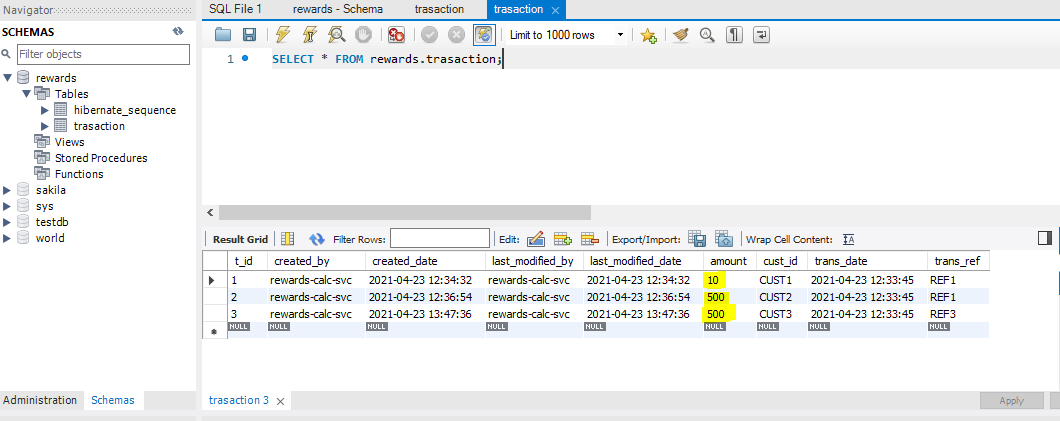 Navigator
SQL File 1 rewards - Schema trasaction trasaction
SCHEMAS
Limit to 1000 rows
Filter objects
1 SELECT * FROM rewards.trasaction;
rewards
Tables
hibernate_sequence
trasaction
Views
Stored Procedures
Functions
sakila
sys
testdb
world
Result Grid Filter Rows: Edit: Export/Import: Wrap Cell Content:
t_id created_by created_date last_modified_by last_modified_date amount cust_id trans_date trans_ref
1 rewards-calc-svc 2021-04-23 12:34:32 rewards-calc-svc 2021-04-23 12:34:32 10 CUST1 2021-04-23 12:33:45 REF1
2 rewards-calc-svc 2021-04-23 12:36:54 rewards-calc-svc 2021-04-23 12:36:54 500 CUST2 2021-04-23 12:33:45 REF1
3 rewards-calc-svc 2021-04-23 13:47:36 rewards-calc-svc 2021-04-23 13:47:36 500 CUST3 2021-04-23 12:33:45 REF3
NULL NULL NULL NULL NULL NULL NULL NULL NULL
Administration Schemas
trasaction 3
Apply